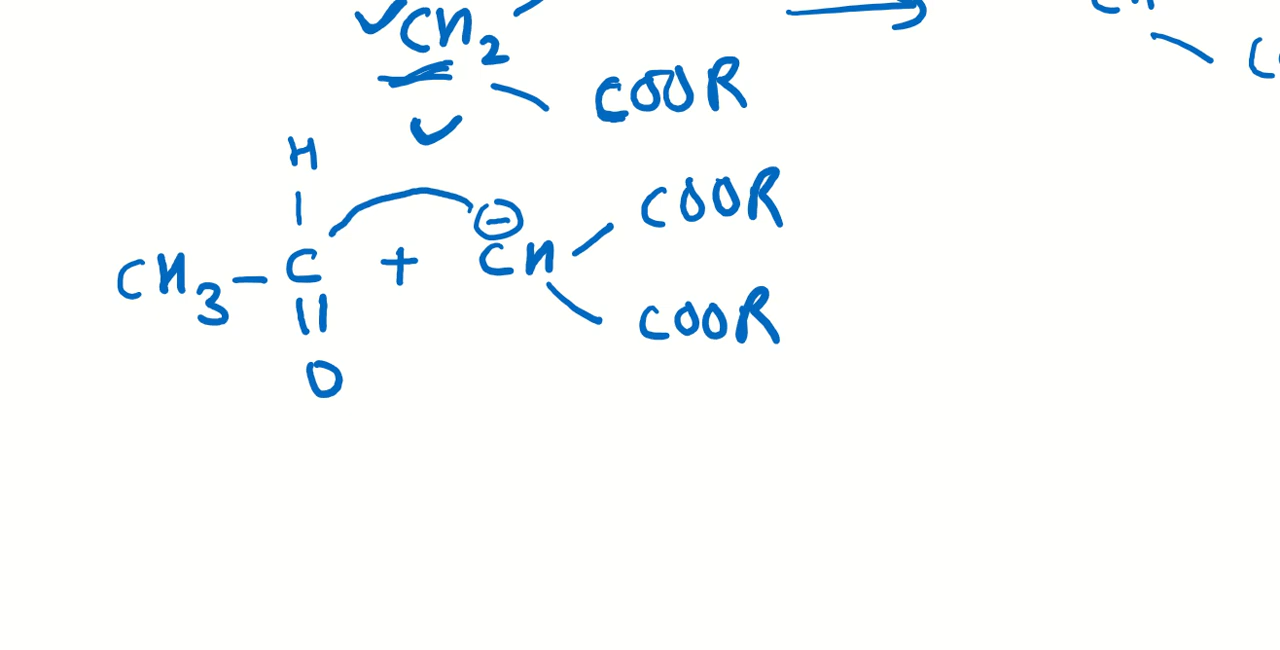 CH2
COOR
H
COOR
CH3-C + ⊖CH
||
COOR
O